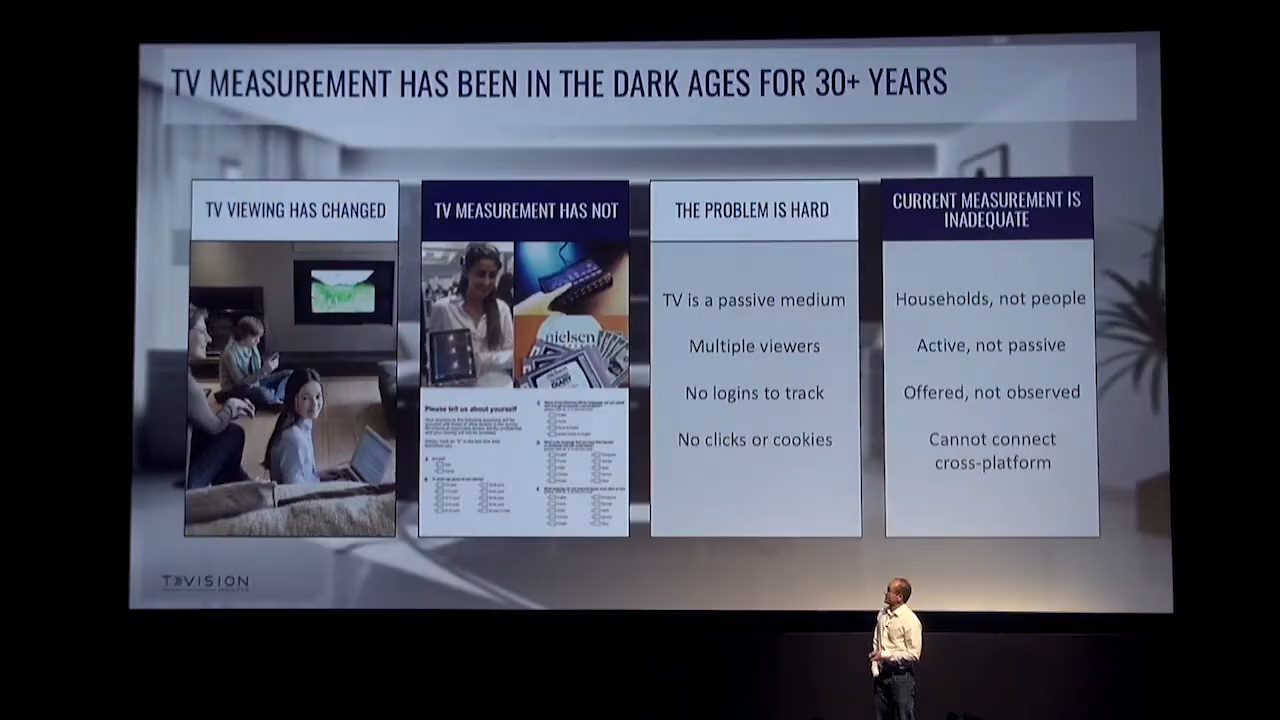 TV MEASUREMENT HAS BEEN IN THE DARK AGES FOR 30+ YEARS
TV VIEWING HAS CHANGED
TV MEASUREMENT HAS NOT
nielsen
DIARY
Please tell us about yourself
THE PROBLEM IS HARD
TV is a passive medium
Multiple viewers
No logins to track
No clicks or cookies
CURRENT MEASUREMENT IS
INADEQUATE
Households, not people
Active, not passive
Offered, not observed
Cannot connect
cross-platform
TVISION
INSIGHTS